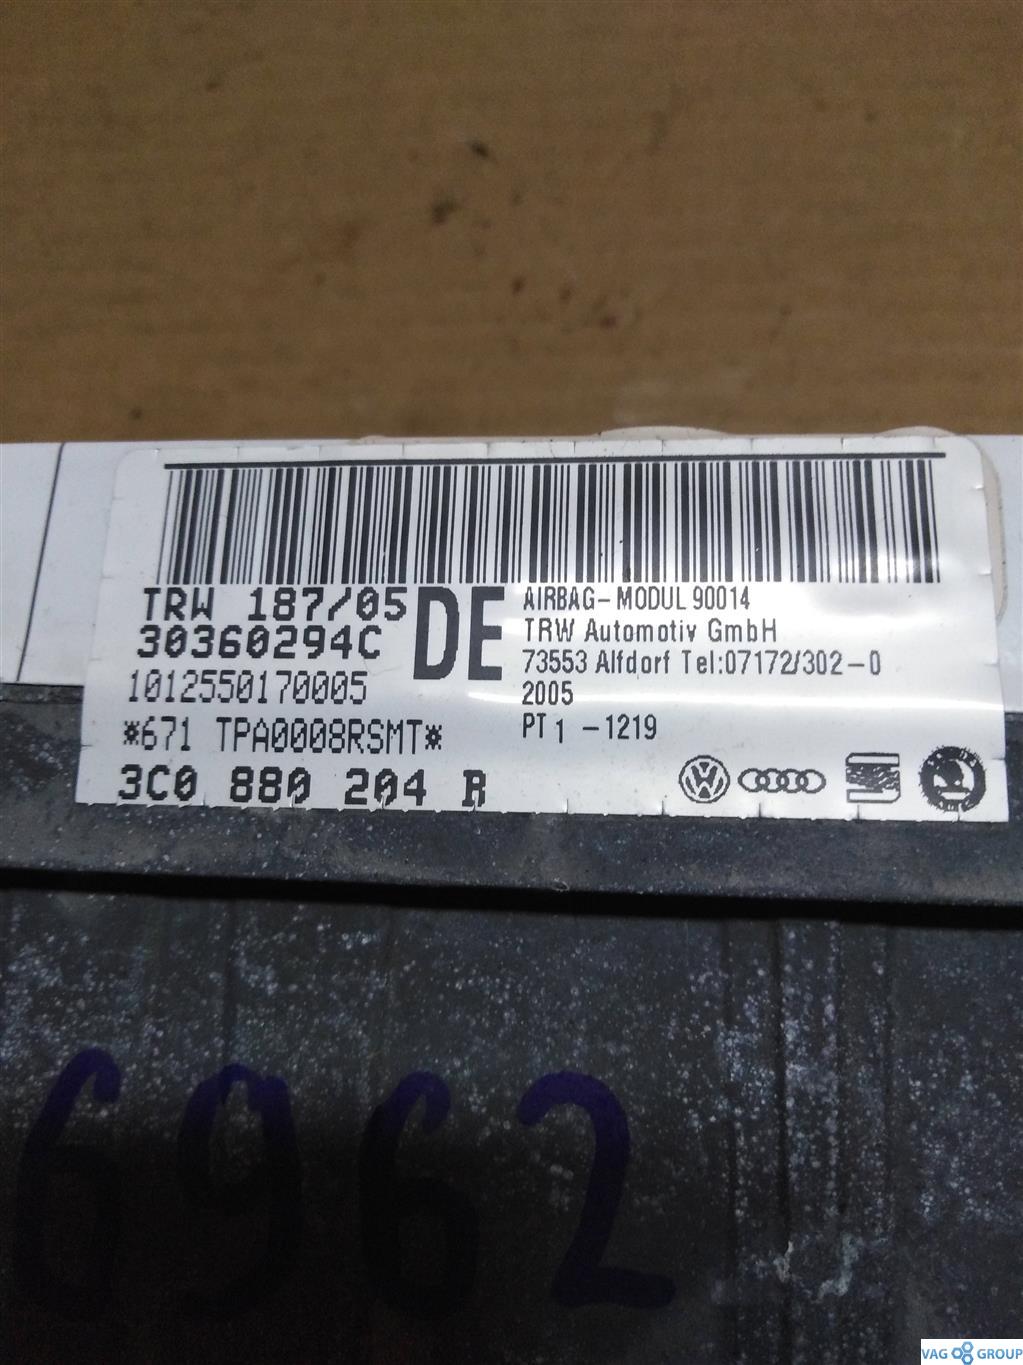 TRW 187/05
30360294C
DE
1012550170005
*671 TPA0008RSMT*
3C0 880 204 R
AIRBAG-MODUL 90014
TRW Automotiv GmbH
73553 Alfdorf Tel:07172/302-0
2005
PT 1 -1219
6962
VAG GROUP